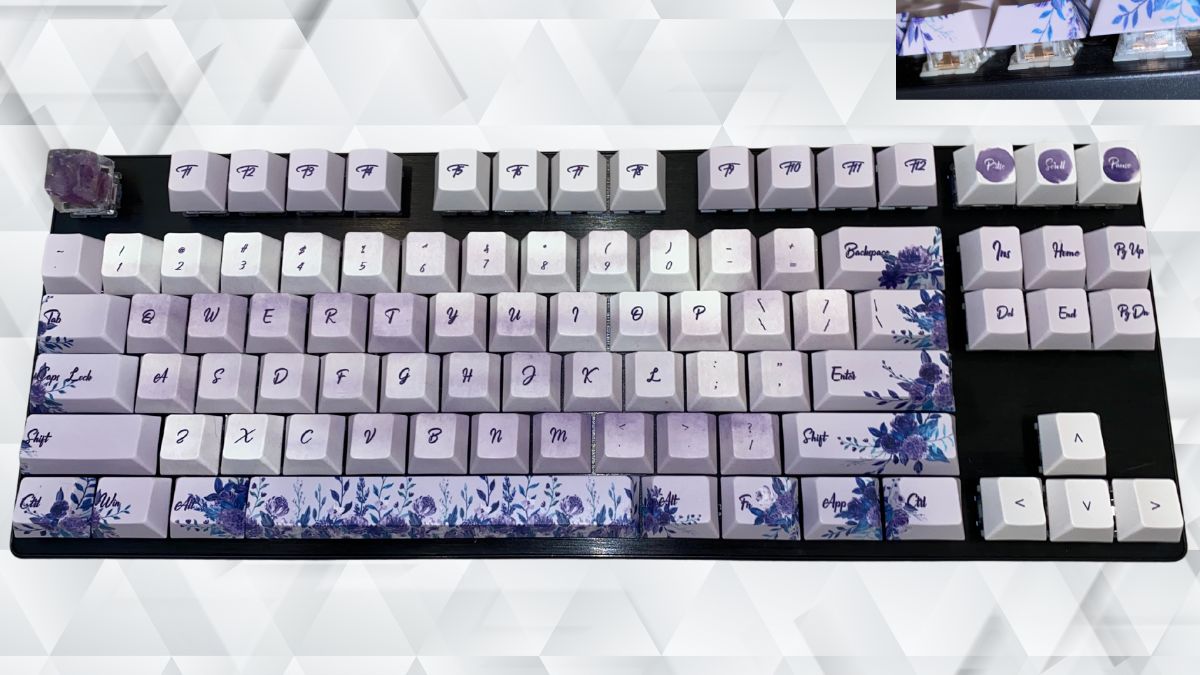 F1 F2 F3 F4 F5 F6 F7 F8 F9 F10 F11 F12 PrtSc Scroll Pause
~ ! @ # $ % ^ & * ( ) _ + Backspace Ins Home Pg Up
1 2 3 4 5 6 7 8 9 0 - =
Tab Q W E R T Y U I O P { } | Del End Pg Dn
\ / \
Caps Lock A S D F G H J K L : " Enter
; '
Shift Z X C V B N M < > ? Shift ^
. /
Ctrl Win Alt Alt Fn App Ctrl < v >